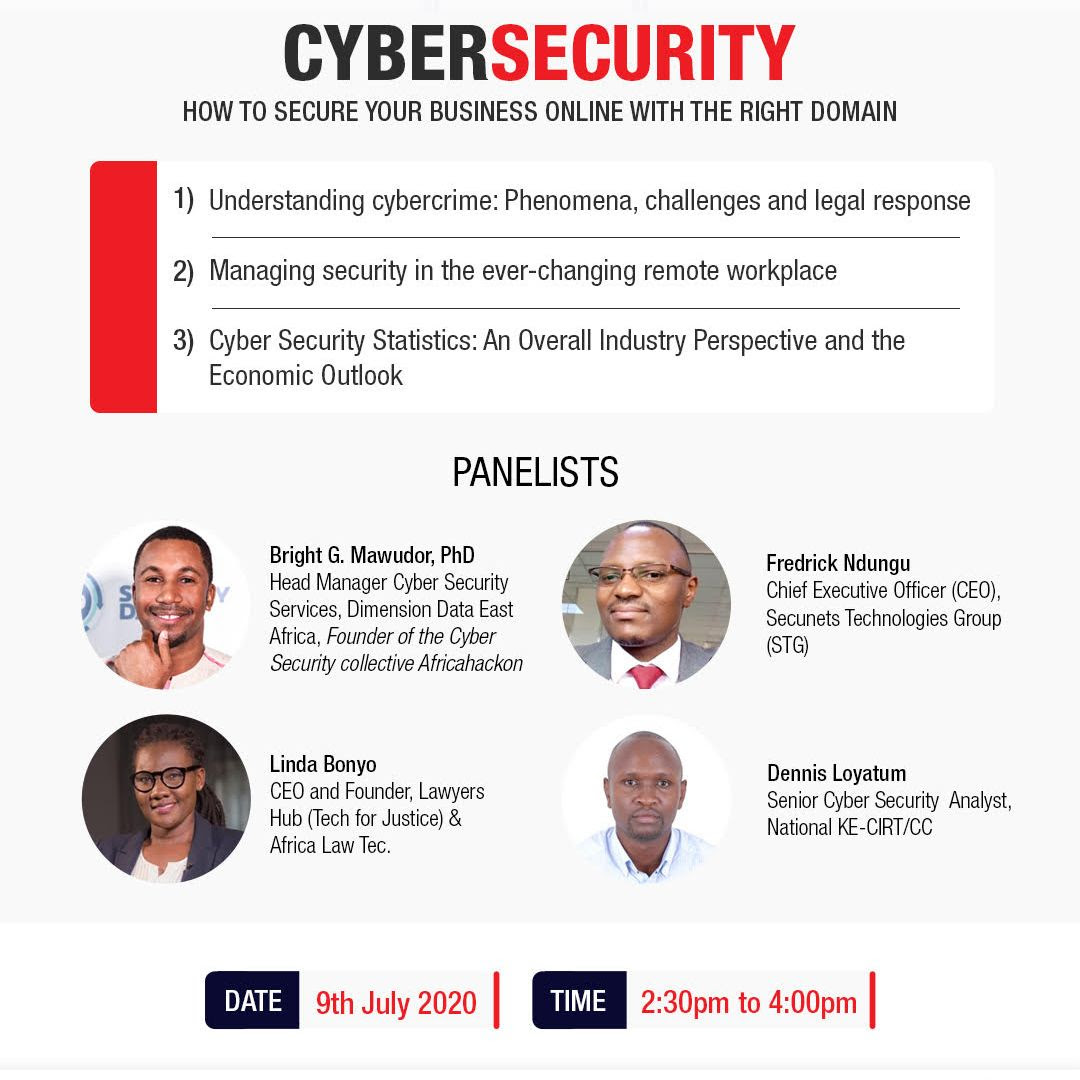 CYBERSECURITY
HOW TO SECURE YOUR BUSINESS ONLINE WITH THE RIGHT DOMAIN
1) Understanding cybercrime: Phenomena, challenges and legal response
2) Managing security in the ever-changing remote workplace
3) Cyber Security Statistics: An Overall Industry Perspective and the
Economic Outlook
PANELISTS
Bright G. Mawudor, PhD
Head Manager Cyber Security
Services, Dimension Data East
Africa, Founder of the Cyber
Security collective Africahackon
Fredrick Ndungu
Chief Executive Officer (CEO),
Secunets Technologies Group
(STG)
Linda Bonyo
CEO and Founder, Lawyers
Hub (Tech for Justice) &
Africa Law Tec.
Dennis Loyatum
Senior Cyber Security Analyst,
National KE-CIRT/CC
DATE 9th July 2020
TIME 2:30pm to 4:00pm